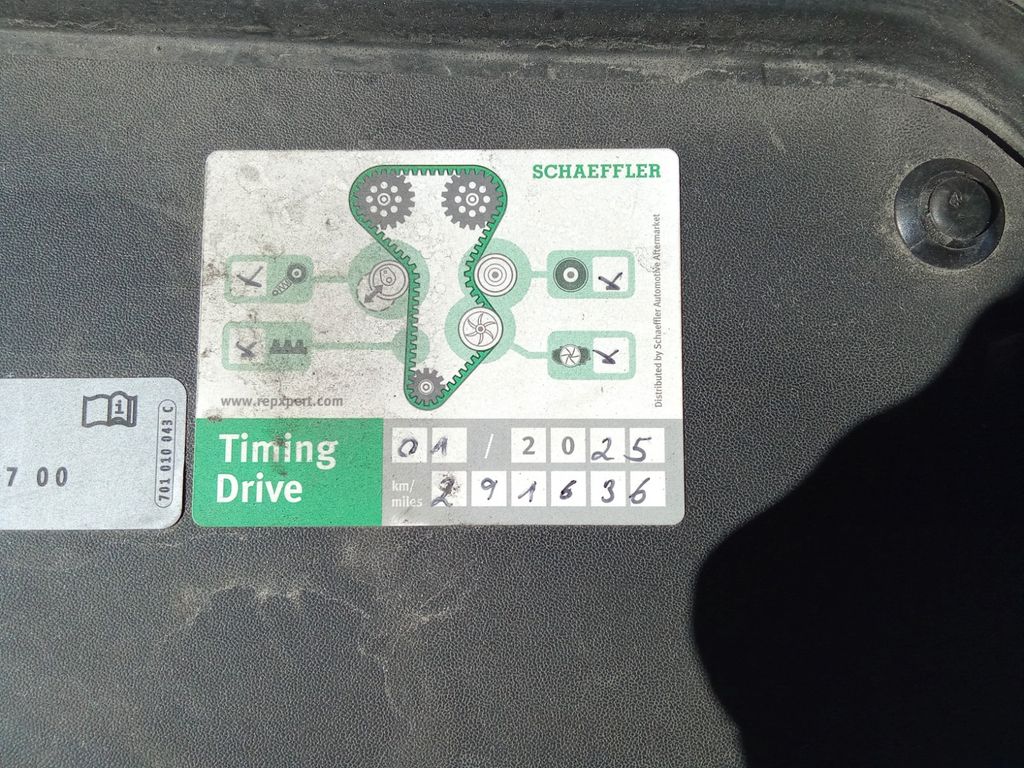 SCHAEFFLER
Distributed by Schaeffler Automotive Aftermarket
www.repxpert.com
Timing
Drive
01 / 2025
km/
miles
291636
7 00
701 010 043 C